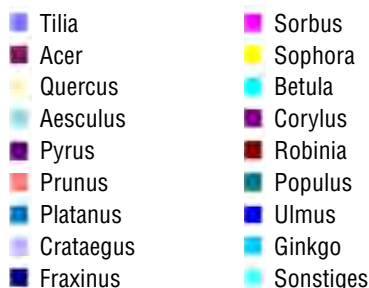 Tilia
Acer
Quercus
Aesculus
Pyrus
Prunus
Platanus
Crataegus
Fraxinus
Sorbus
Sophora
Betula
Corylus
Robinia
Populus
Ulmus
Ginkgo
Sonstiges